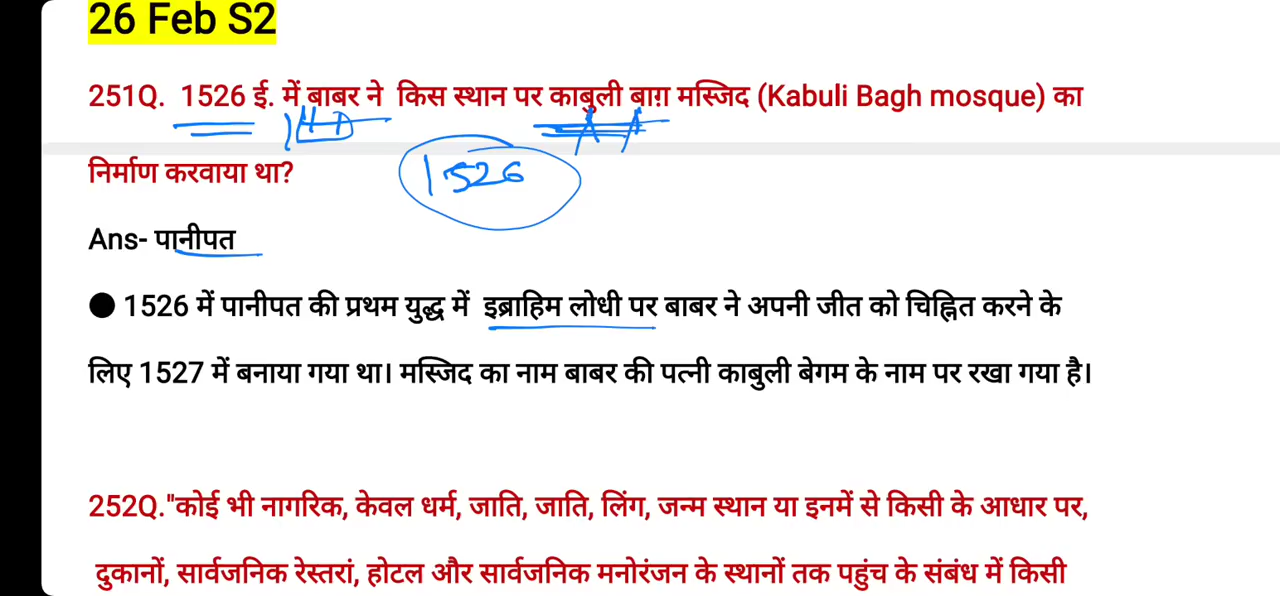 26 Feb S2
251Q. 1526 ई. में बाबर ने किस स्थान पर काबुली बाग़ मस्जिद (Kabuli Bagh mosque) का
निर्माण करवाया था?
1526
Ans- पानीपत
● 1526 में पानीपत की प्रथम युद्ध में इब्राहिम लोधी पर बाबर ने अपनी जीत को चिह्नित करने के
लिए 1527 में बनाया गया था। मस्जिद का नाम बाबर की पत्नी काबुली बेगम के नाम पर रखा गया है।
252Q."कोई भी नागरिक, केवल धर्म, जाति, जाति, लिंग, जन्म स्थान या इनमें से किसी के आधार पर,
दुकानों, सार्वजनिक रेस्तरां, होटल और सार्वजनिक मनोरंजन के स्थानों तक पहुंच के संबंध में किसी